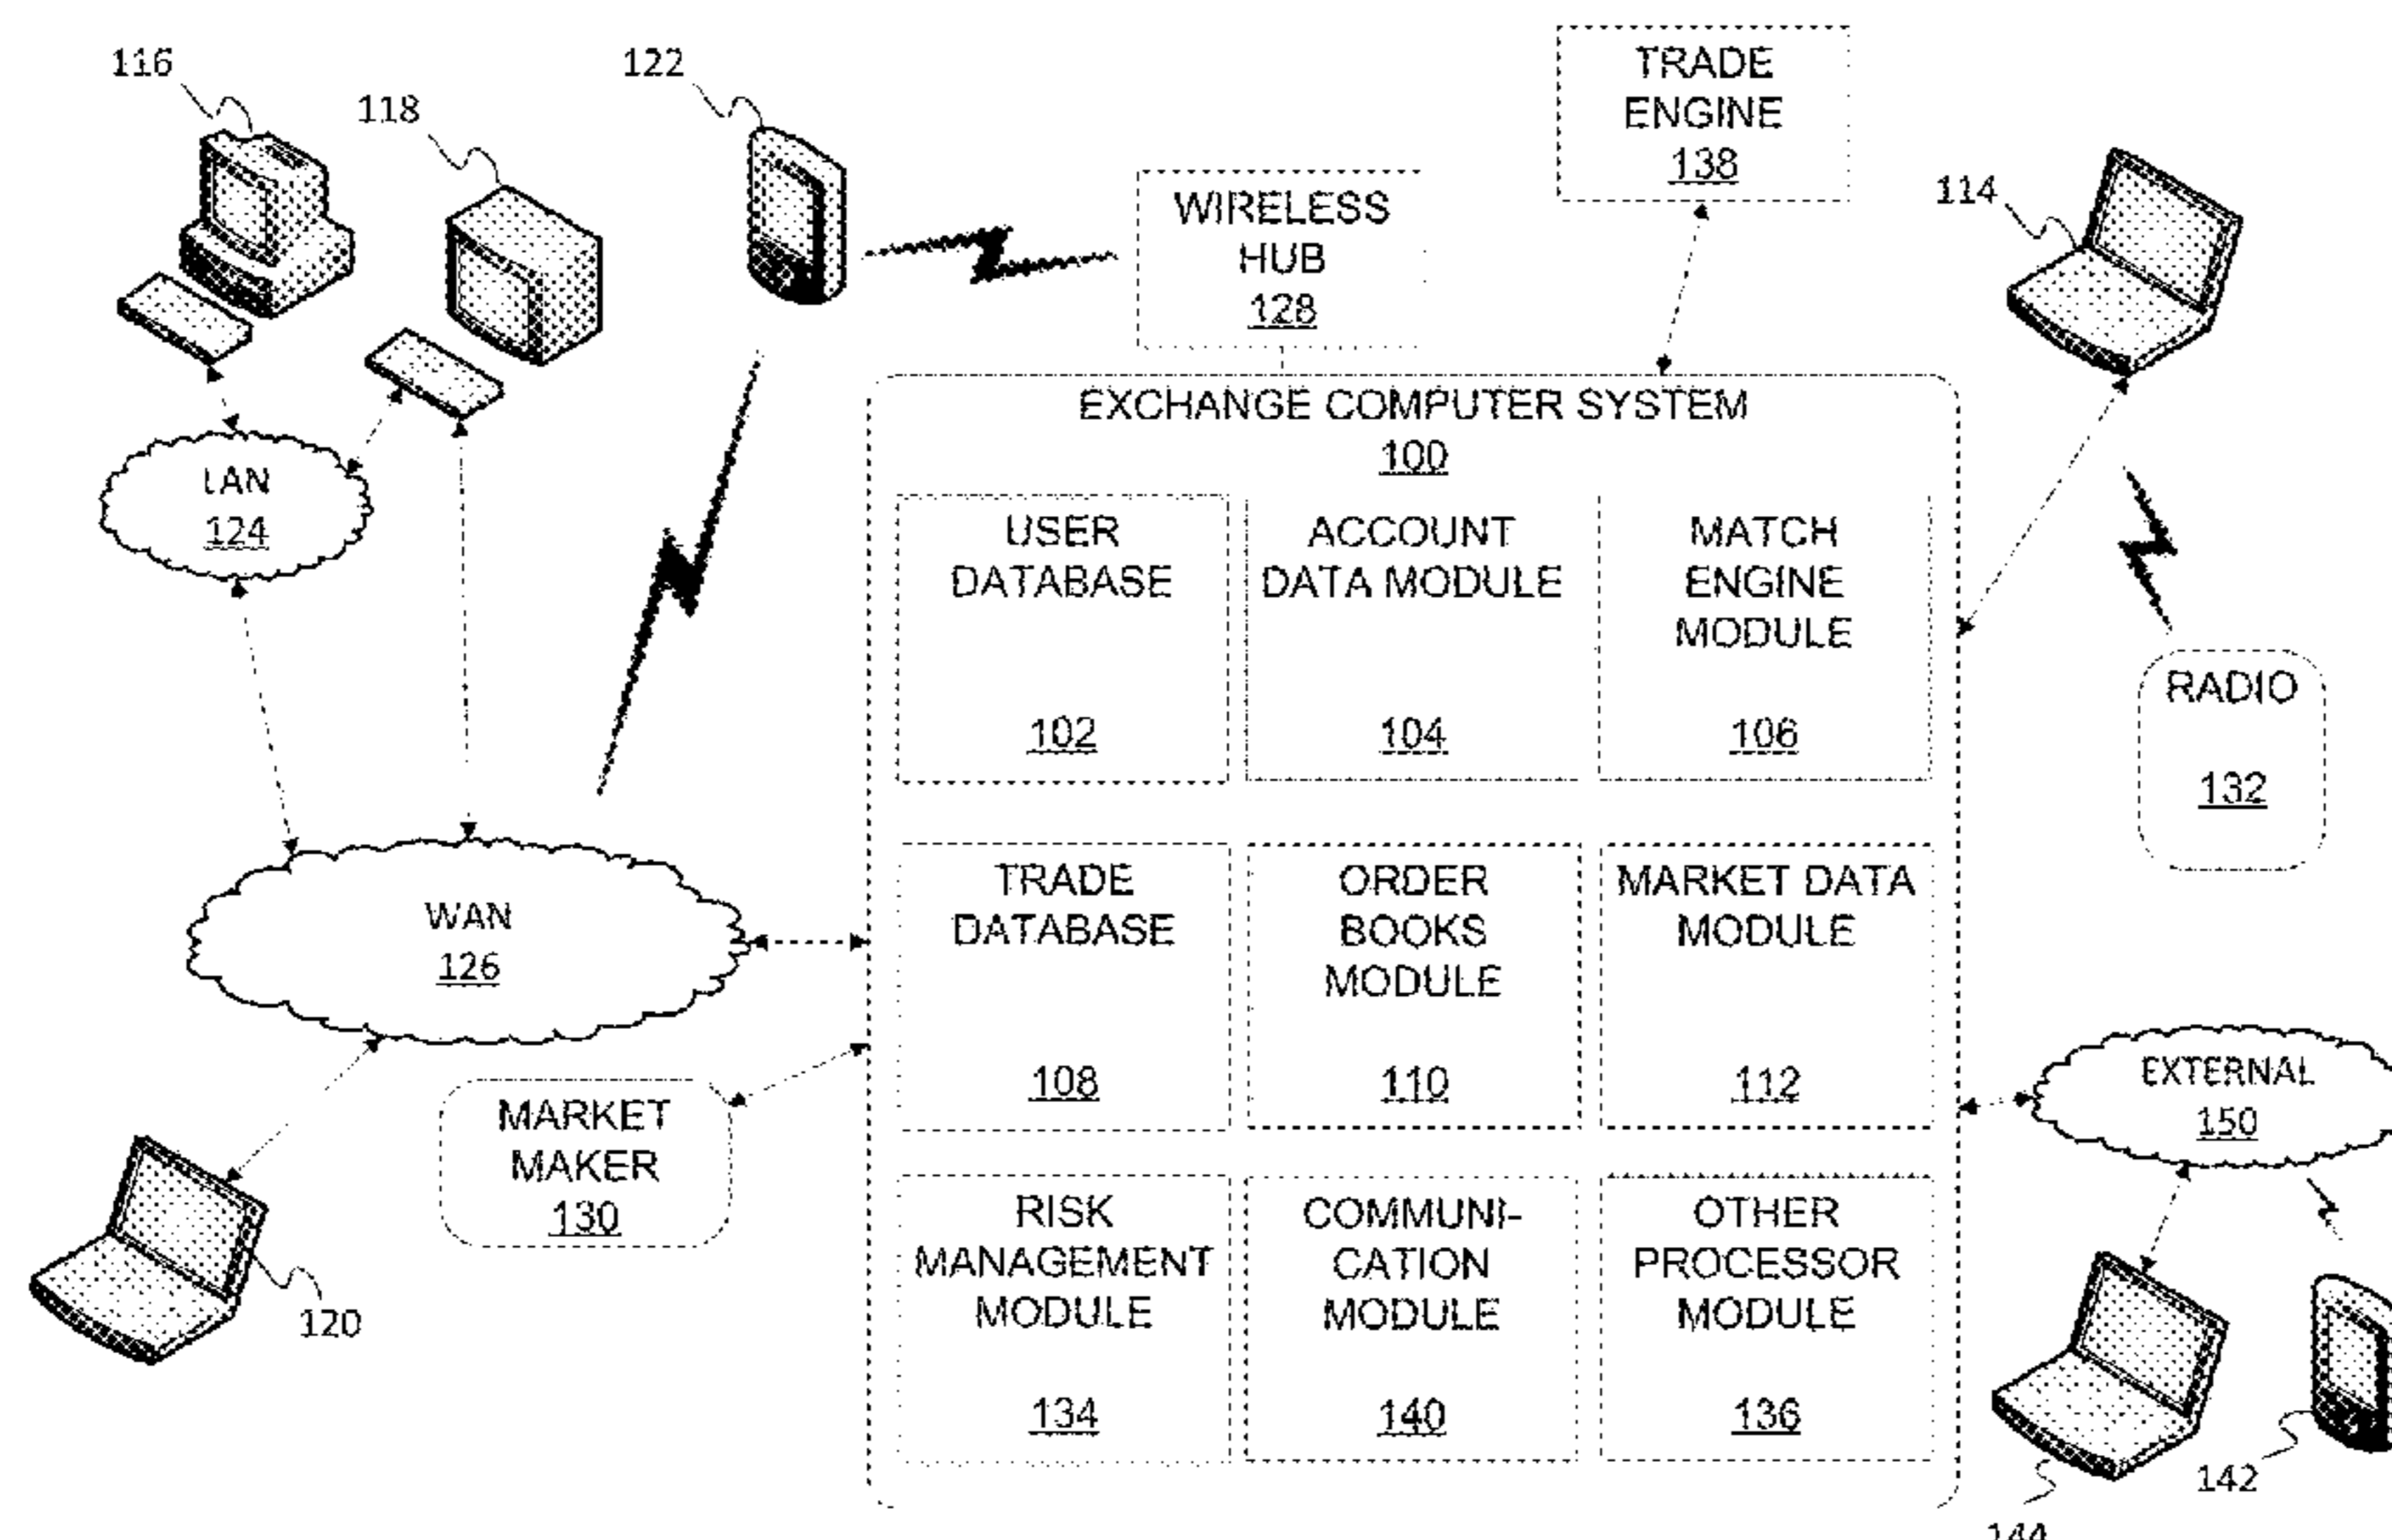 116
118
122
TRADE
ENGINE
138
WIRELESS
HUB
128
114
EXCHANGE COMPUTER SYSTEM
100
LAN
124
USER
DATABASE
102
ACCOUNT
DATA MODULE
104
MATCH
ENGINE
MODULE
106
RADIO
132
WAN
126
TRADE
DATABASE
108
ORDER
BOOKS
MODULE
110
MARKET DATA
MODULE
112
EXTERNAL
150
MARKET
MAKER
130
120
RISK
MANAGEMENT
MODULE
134
COMMUNI-
CATION
MODULE
140
OTHER
PROCESSOR
MODULE
136
142
144